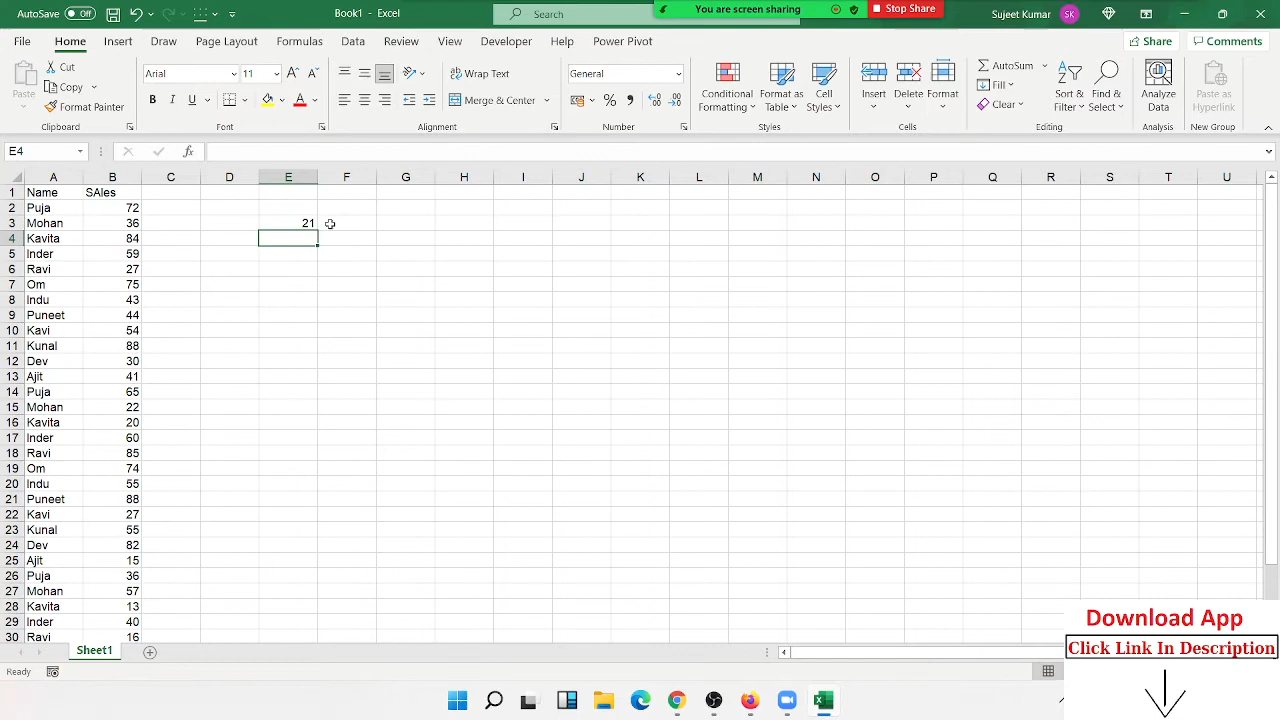 AutoSave Off Book1 - Excel Search You are screen sharing Stop Share Sujeet Kumar SK
File Home Insert Draw Page Layout Formulas Data Review View Developer Help Power Pivot Share Comments
Paste Cut Copy Format Painter Clipboard
Arial 11 B I U A Font
Wrap Text Merge & Center Alignment
General % Number
Conditional Formatting Format as Table Cell Styles Styles
Insert Delete Format Cells
AutoSum Fill Clear Sort & Filter Find & Select Editing
Analyze Data Analysis
Paste as Hyperlink New Group
E4 fx
A B C D E F G H I J K L M N O P Q R S T U
1 Name SAles
2 Puja 72
3 Mohan 36 21
4 Kavita 84
5 Inder 59
6 Ravi 27
7 Om 75
8 Indu 43
9 Puneet 44
10 Kavi 54
11 Kunal 88
12 Dev 30
13 Ajit 41
14 Puja 65
15 Mohan 22
16 Kavita 20
17 Inder 60
18 Ravi 85
19 Om 74
20 Indu 55
21 Puneet 88
22 Kavi 27
23 Kunal 55
24 Dev 82
25 Ajit 15
26 Puja 36
27 Mohan 57
28 Kavita 13
29 Inder 40
30 Ravi 16
Sheet1
Ready
Download App
Click Link In Description